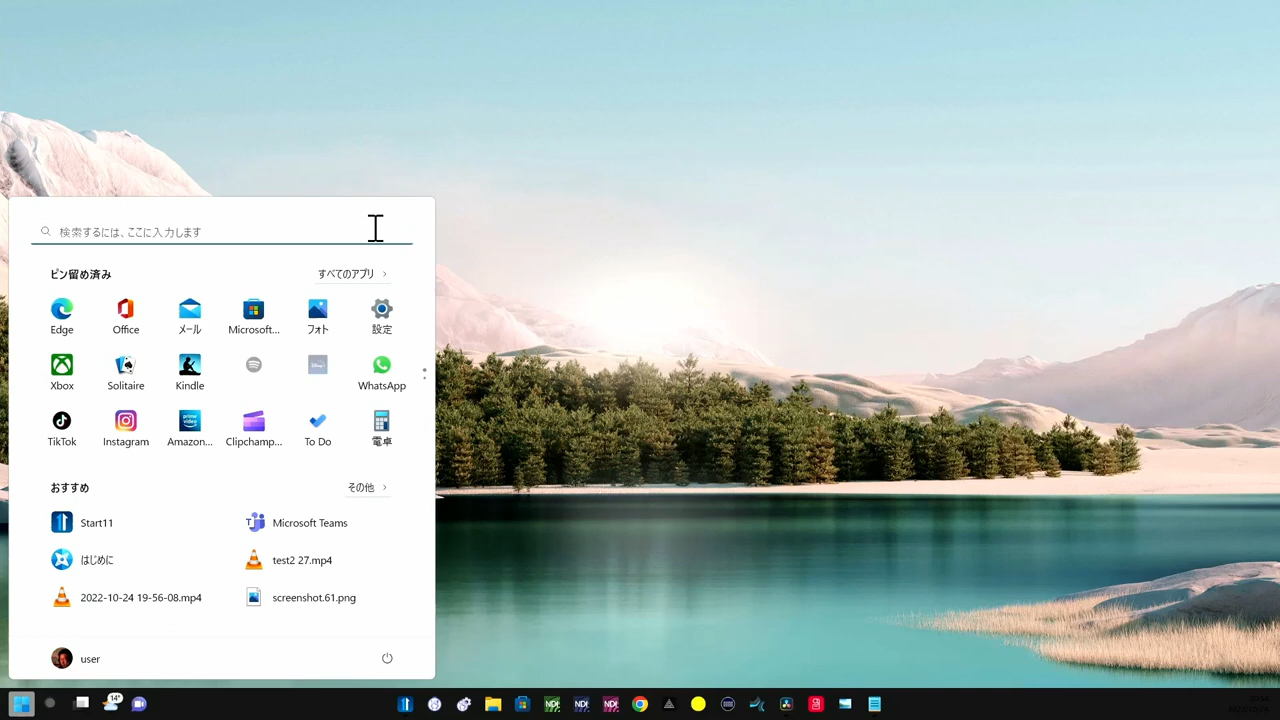 検索するには、ここに入力します
ピン留め済み
すべてのアプリ
Edge
Office
メール
Microsoft...
フォト
設定
Xbox
Solitaire
Kindle
WhatsApp
TikTok
Instagram
Amazon...
Clipchamp...
To Do
電卓
おすすめ
その他
Start11
Microsoft Teams
はじめに
test2 27.mp4
2022-10-24 19-56-08.mp4
screenshot.61.png
user
14°